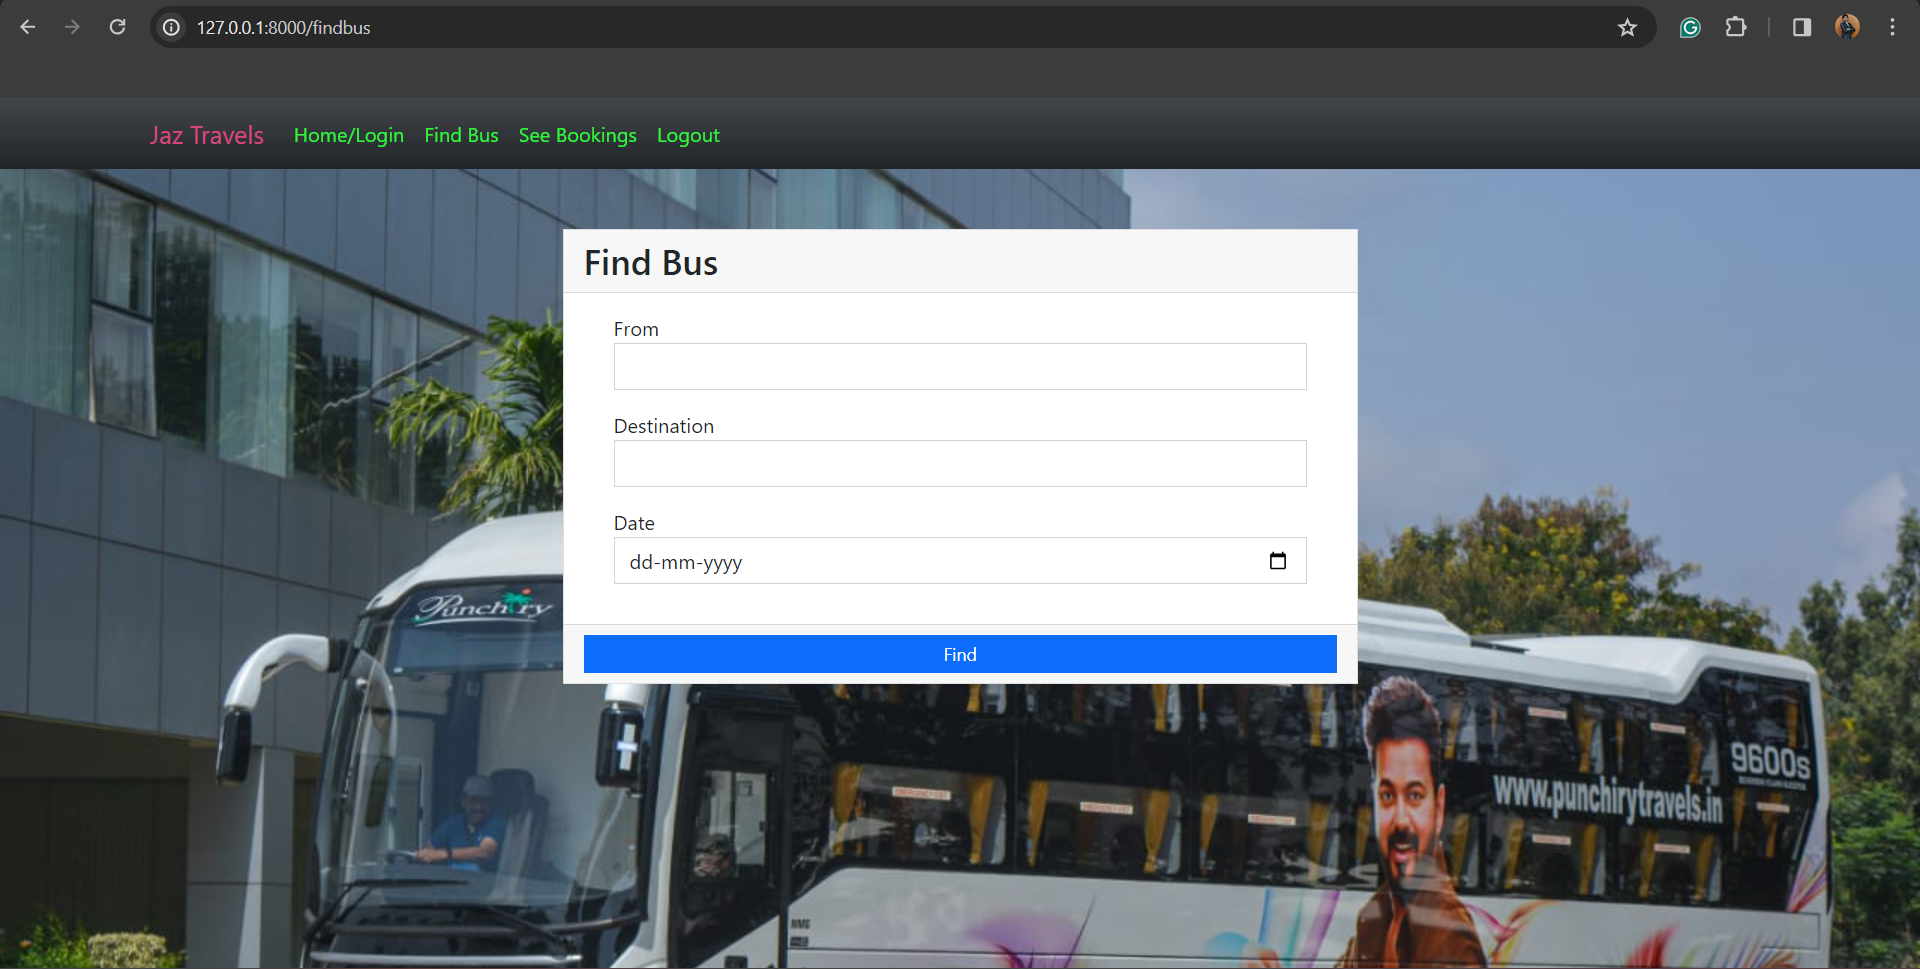 127.0.0.1:8000/findbus
Jaz Travels Home/Login Find Bus See Bookings Logout
Find Bus
From
Destination
Date
dd-mm-yyyy
Find
Punchiry
9600s
www.punchirytravels.in